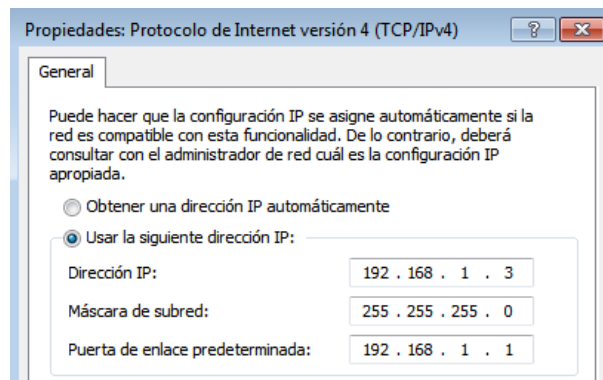 Propiedades: Protocolo de Internet versión 4 (TCP/IPv4)
General
Puede hacer que la configuración IP se asigne automáticamente si la
red es compatible con esta funcionalidad. De lo contrario, deberá
consultar con el administrador de red cuál es la configuración IP
apropiada.
Obtener una dirección IP automáticamente
Usar la siguiente dirección IP:
Dirección IP: 192 . 168 . 1 . 3
Máscara de subred: 255 . 255 . 255 . 0
Puerta de enlace predeterminada: 192 . 168 . 1 . 1